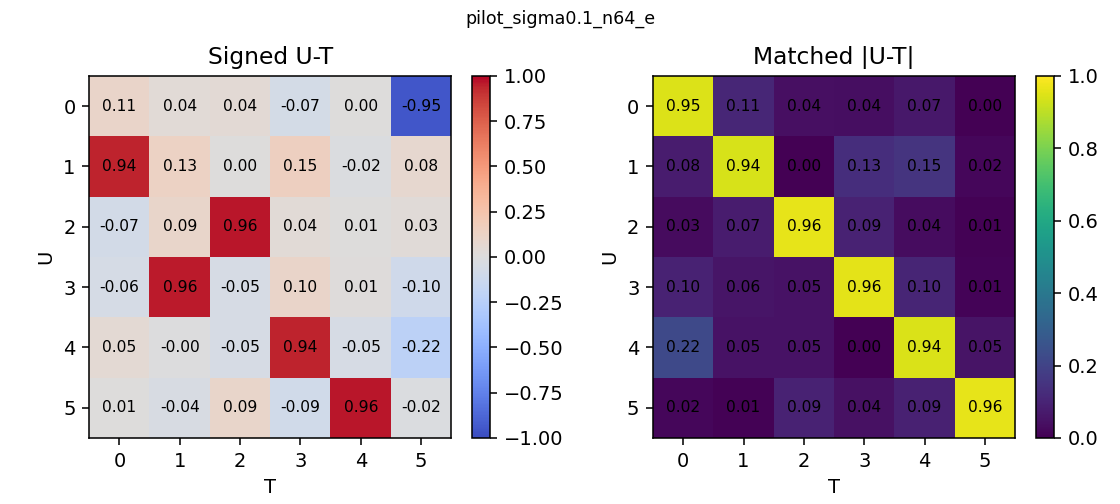 pilot_sigma0.1_n64_e
Signed U-T
U
0 0.11 0.04 0.04 -0.07 0.00 -0.95
1 0.94 0.13 0.00 0.15 -0.02 0.08
2 -0.07 0.09 0.96 0.04 0.01 0.03
3 -0.06 0.96 -0.05 0.10 0.01 -0.10
4 0.05 -0.00 -0.05 0.94 -0.05 -0.22
5 0.01 -0.04 0.09 -0.09 0.96 -0.02
0 1 2 3 4 5
T
1.00
0.75
0.50
0.25
0.00
−0.25
−0.50
−0.75
−1.00
Matched |U-T|
U
0 0.95 0.11 0.04 0.04 0.07 0.00
1 0.08 0.94 0.00 0.13 0.15 0.02
2 0.03 0.07 0.96 0.09 0.04 0.01
3 0.10 0.06 0.05 0.96 0.10 0.01
4 0.22 0.05 0.05 0.00 0.94 0.05
5 0.02 0.01 0.09 0.04 0.09 0.96
0 1 2 3 4 5
T
1.0
0.8
0.6
0.4
0.2
0.0